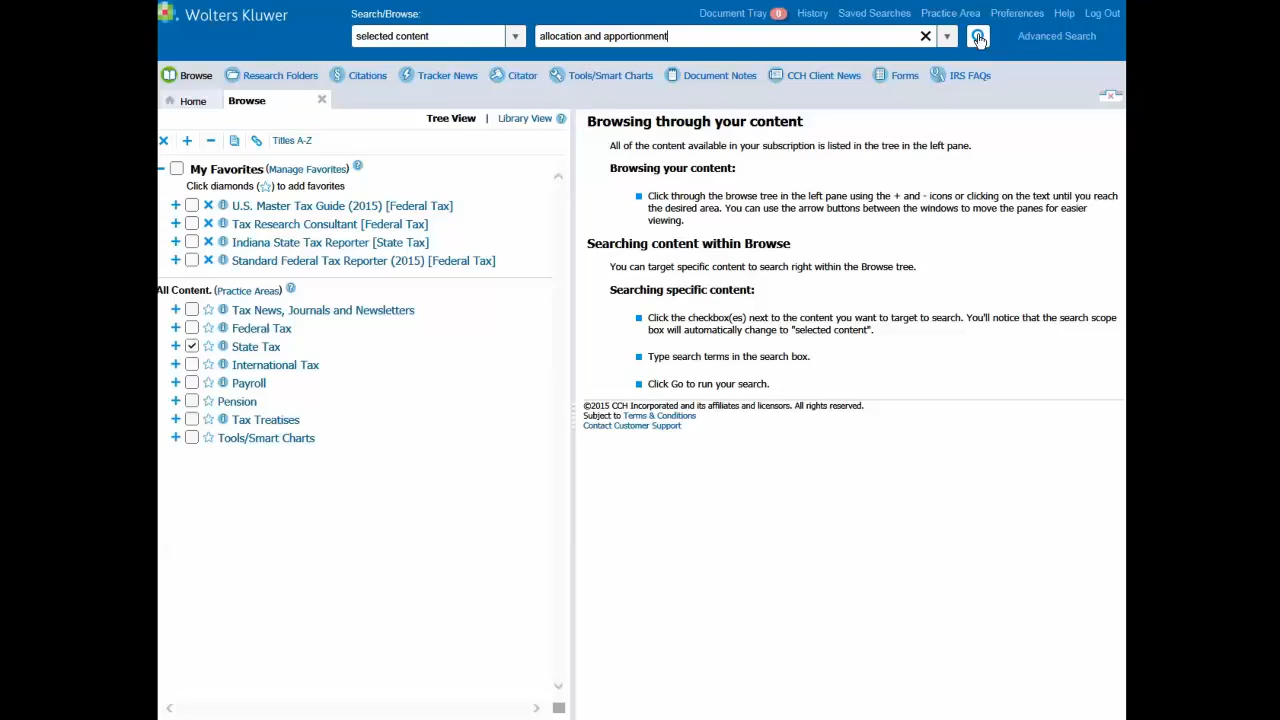 Wolters Kluwer
Search/Browse:
Document Tray 0 History Saved Searches Practice Area Preferences Help Log Out
selected content
allocation and apportionment
Advanced Search
Browse Research Folders Citations Tracker News Citator Tools/Smart Charts Document Notes CCH Client News Forms IRS FAQs
Home Browse
Tree View | Library View
Titles A-Z
My Favorites (Manage Favorites)
Click diamonds ( ) to add favorites
U.S. Master Tax Guide (2015) [Federal Tax]
Tax Research Consultant [Federal Tax]
Indiana State Tax Reporter [State Tax]
Standard Federal Tax Reporter (2015) [Federal Tax]
All Content. (Practice Areas)
Tax News, Journals and Newsletters
Federal Tax
State Tax
International Tax
Payroll
Pension
Tax Treatises
Tools/Smart Charts
Browsing through your content
All of the content available in your subscription is listed in the tree in the left pane.
Browsing your content:
Click through the browse tree in the left pane using the + and - icons or clicking on the text until you reach
the desired area. You can use the arrow buttons between the windows to move the panes for easier
viewing.
Searching content within Browse
You can target specific content to search right within the Browse tree.
Searching specific content:
Click the checkbox(es) next to the content you want to target to search. You'll notice that the search scope
box will automatically change to "selected content".
Type search terms in the search box.
Click Go to run your search.
©2015 CCH Incorporated and its affiliates and licensors. All rights reserved.
Subject to Terms & Conditions
Contact Customer Support